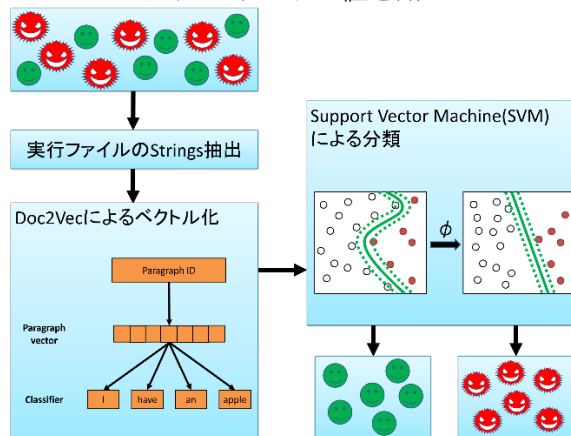 実行ファイルのStrings抽出
Doc2Vecによるベクトル化
Paragraph ID
Paragraph
vector
Classifier
I
have
an
apple
Support Vector Machine(SVM)
による分類
ϕ